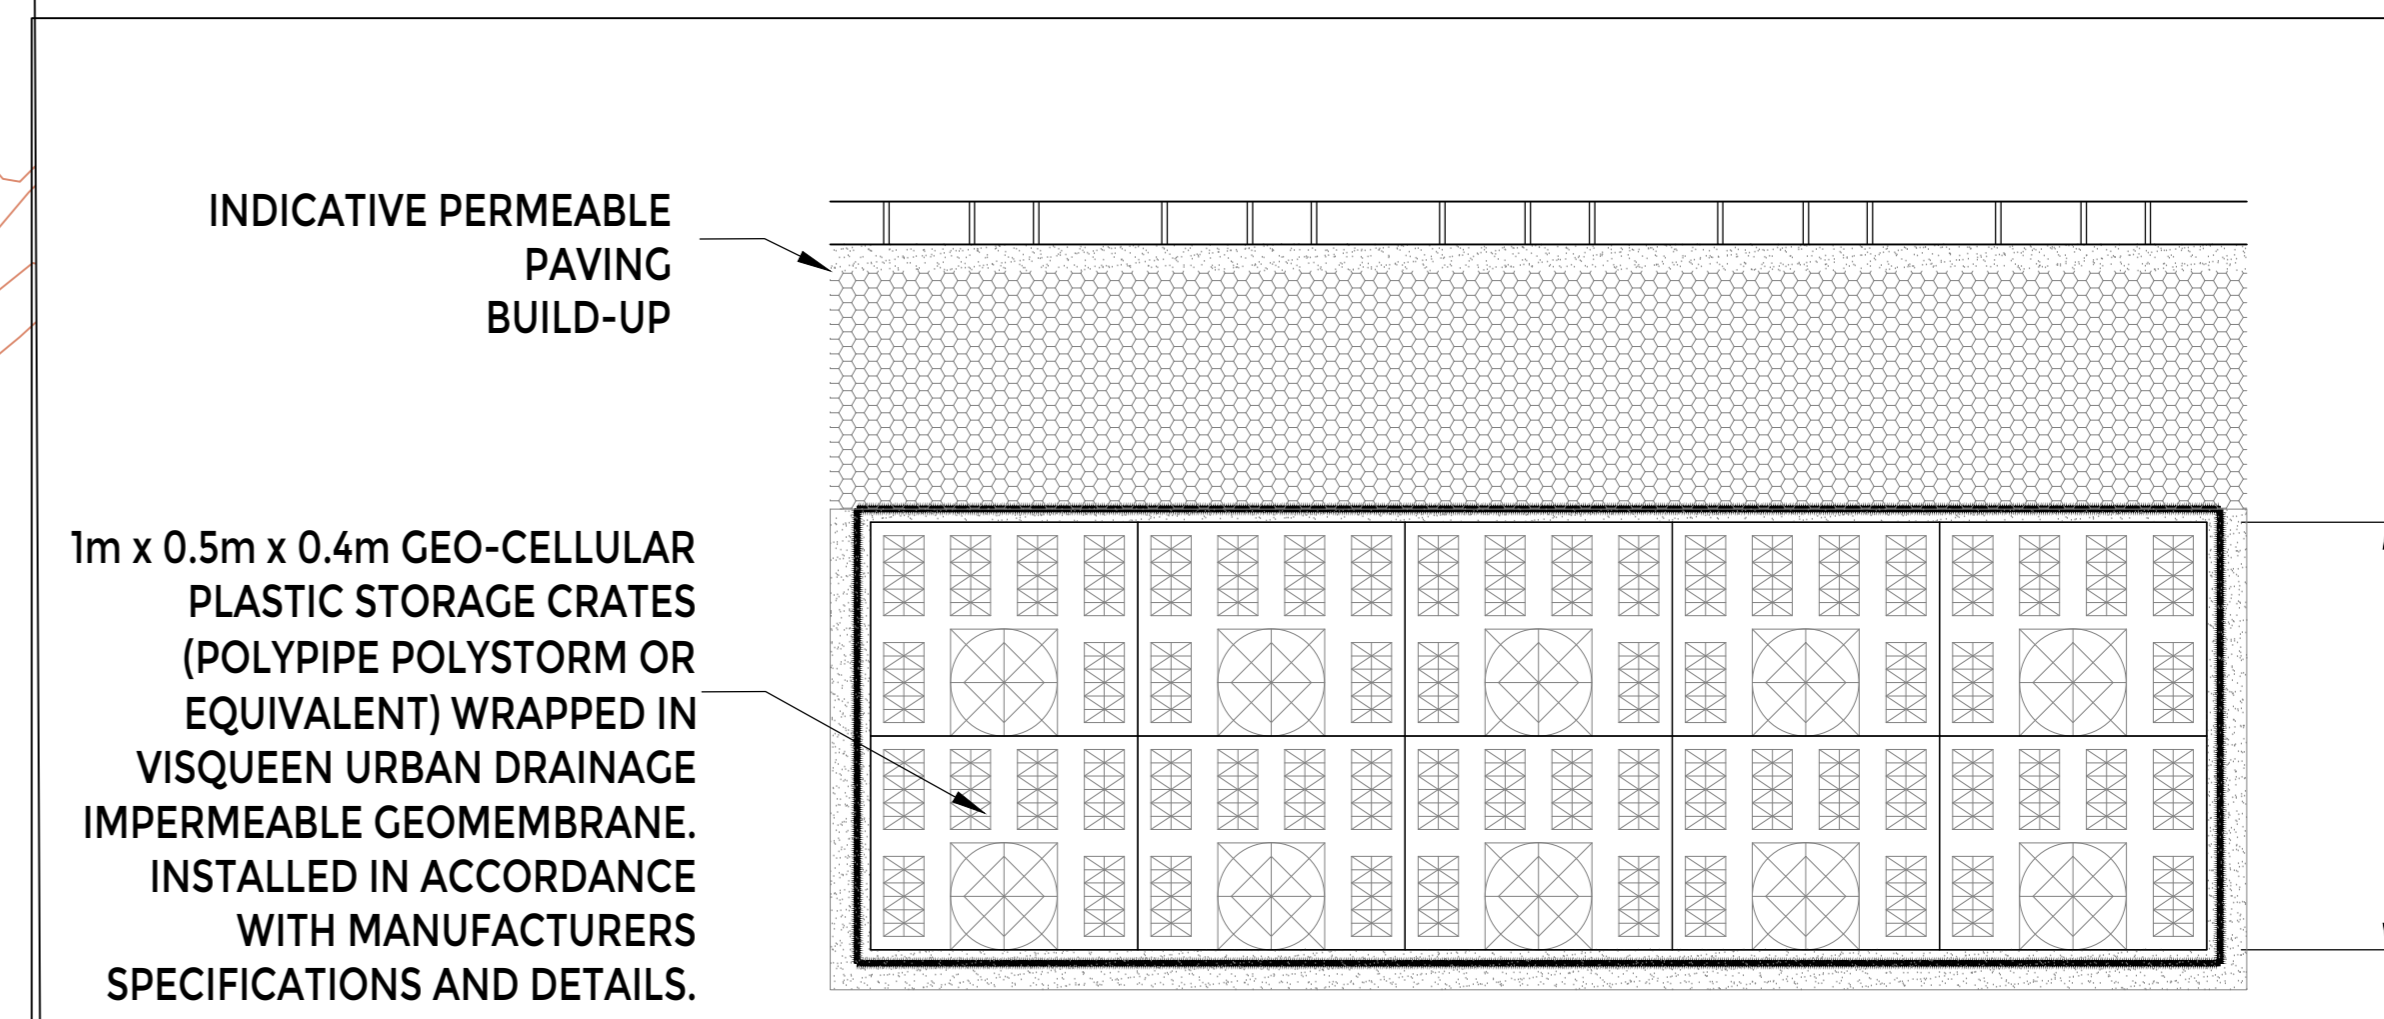 INDICATIVE PERMEABLE
PAVING
BUILD-UP
1m x 0.5m x 0.4m GEO-CELLULAR
PLASTIC STORAGE CRATES
(POLYPIPE POLYSTORM OR
EQUIVALENT) WRAPPED IN
VISQUEEN URBAN DRAINAGE
IMPERMEABLE GEOMEMBRANE.
INSTALLED IN ACCORDANCE
WITH MANUFACTURERS
SPECIFICATIONS AND DETAILS.